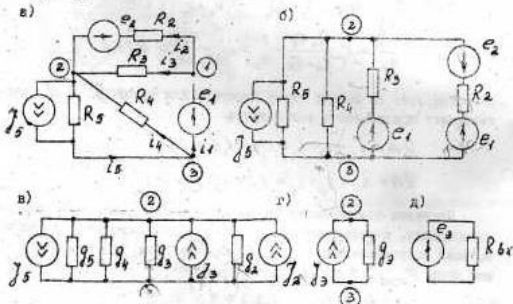 а) e₂ R₂ б) ②
i₂
② R₃ i₃ ① R₃ e₂
R₅ R₄ e₁ R₅ R₄ R₂
J₅ i₄ i₁ J₅ e₁ e₁
i₅ ③ ③
в) ② г) ② д)
e₃
J₅ g₅ g₄ g₃ J₃ g₂ J₂ J₃ g₃ Rвх
③